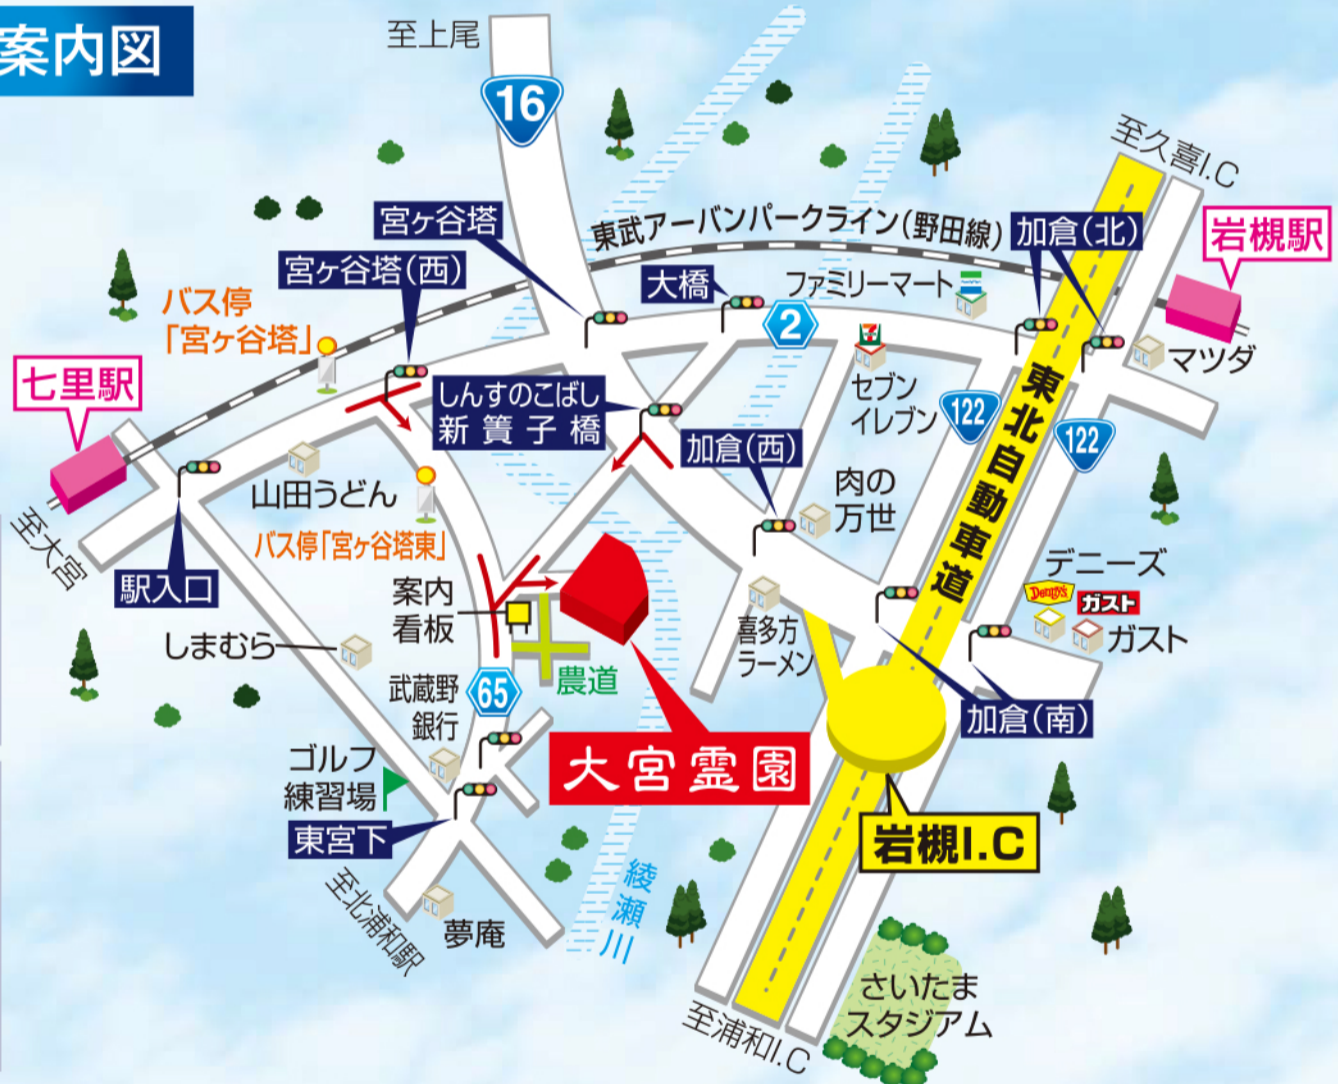 案内図
至上尾
16
至久喜I.C
岩槻駅
宮ヶ谷塔
東武アーバンパークライン(野田線)
加倉(北)
宮ヶ谷塔(西)
大橋
ファミリーマート
バス停
「宮ヶ谷塔」
2
7
マツダ
七里駅
しんすのこばし
新簀子橋
セブン
イレブン
122
122
東北自動車道
加倉(西)
肉の
万世
山田うどん
バス停「宮ヶ谷塔東」
至大宮
駅入口
案内
看板
デニーズ
Denny's
ガスト
ガスト
しまむら
喜多方
ラーメン
農道
武蔵野
銀行
65
加倉(南)
大宮霊園
ゴルフ
練習場
東宮下
岩槻I.C
至北浦和駅
夢庵
綾瀬川
さいたま
スタジアム
至浦和I.C